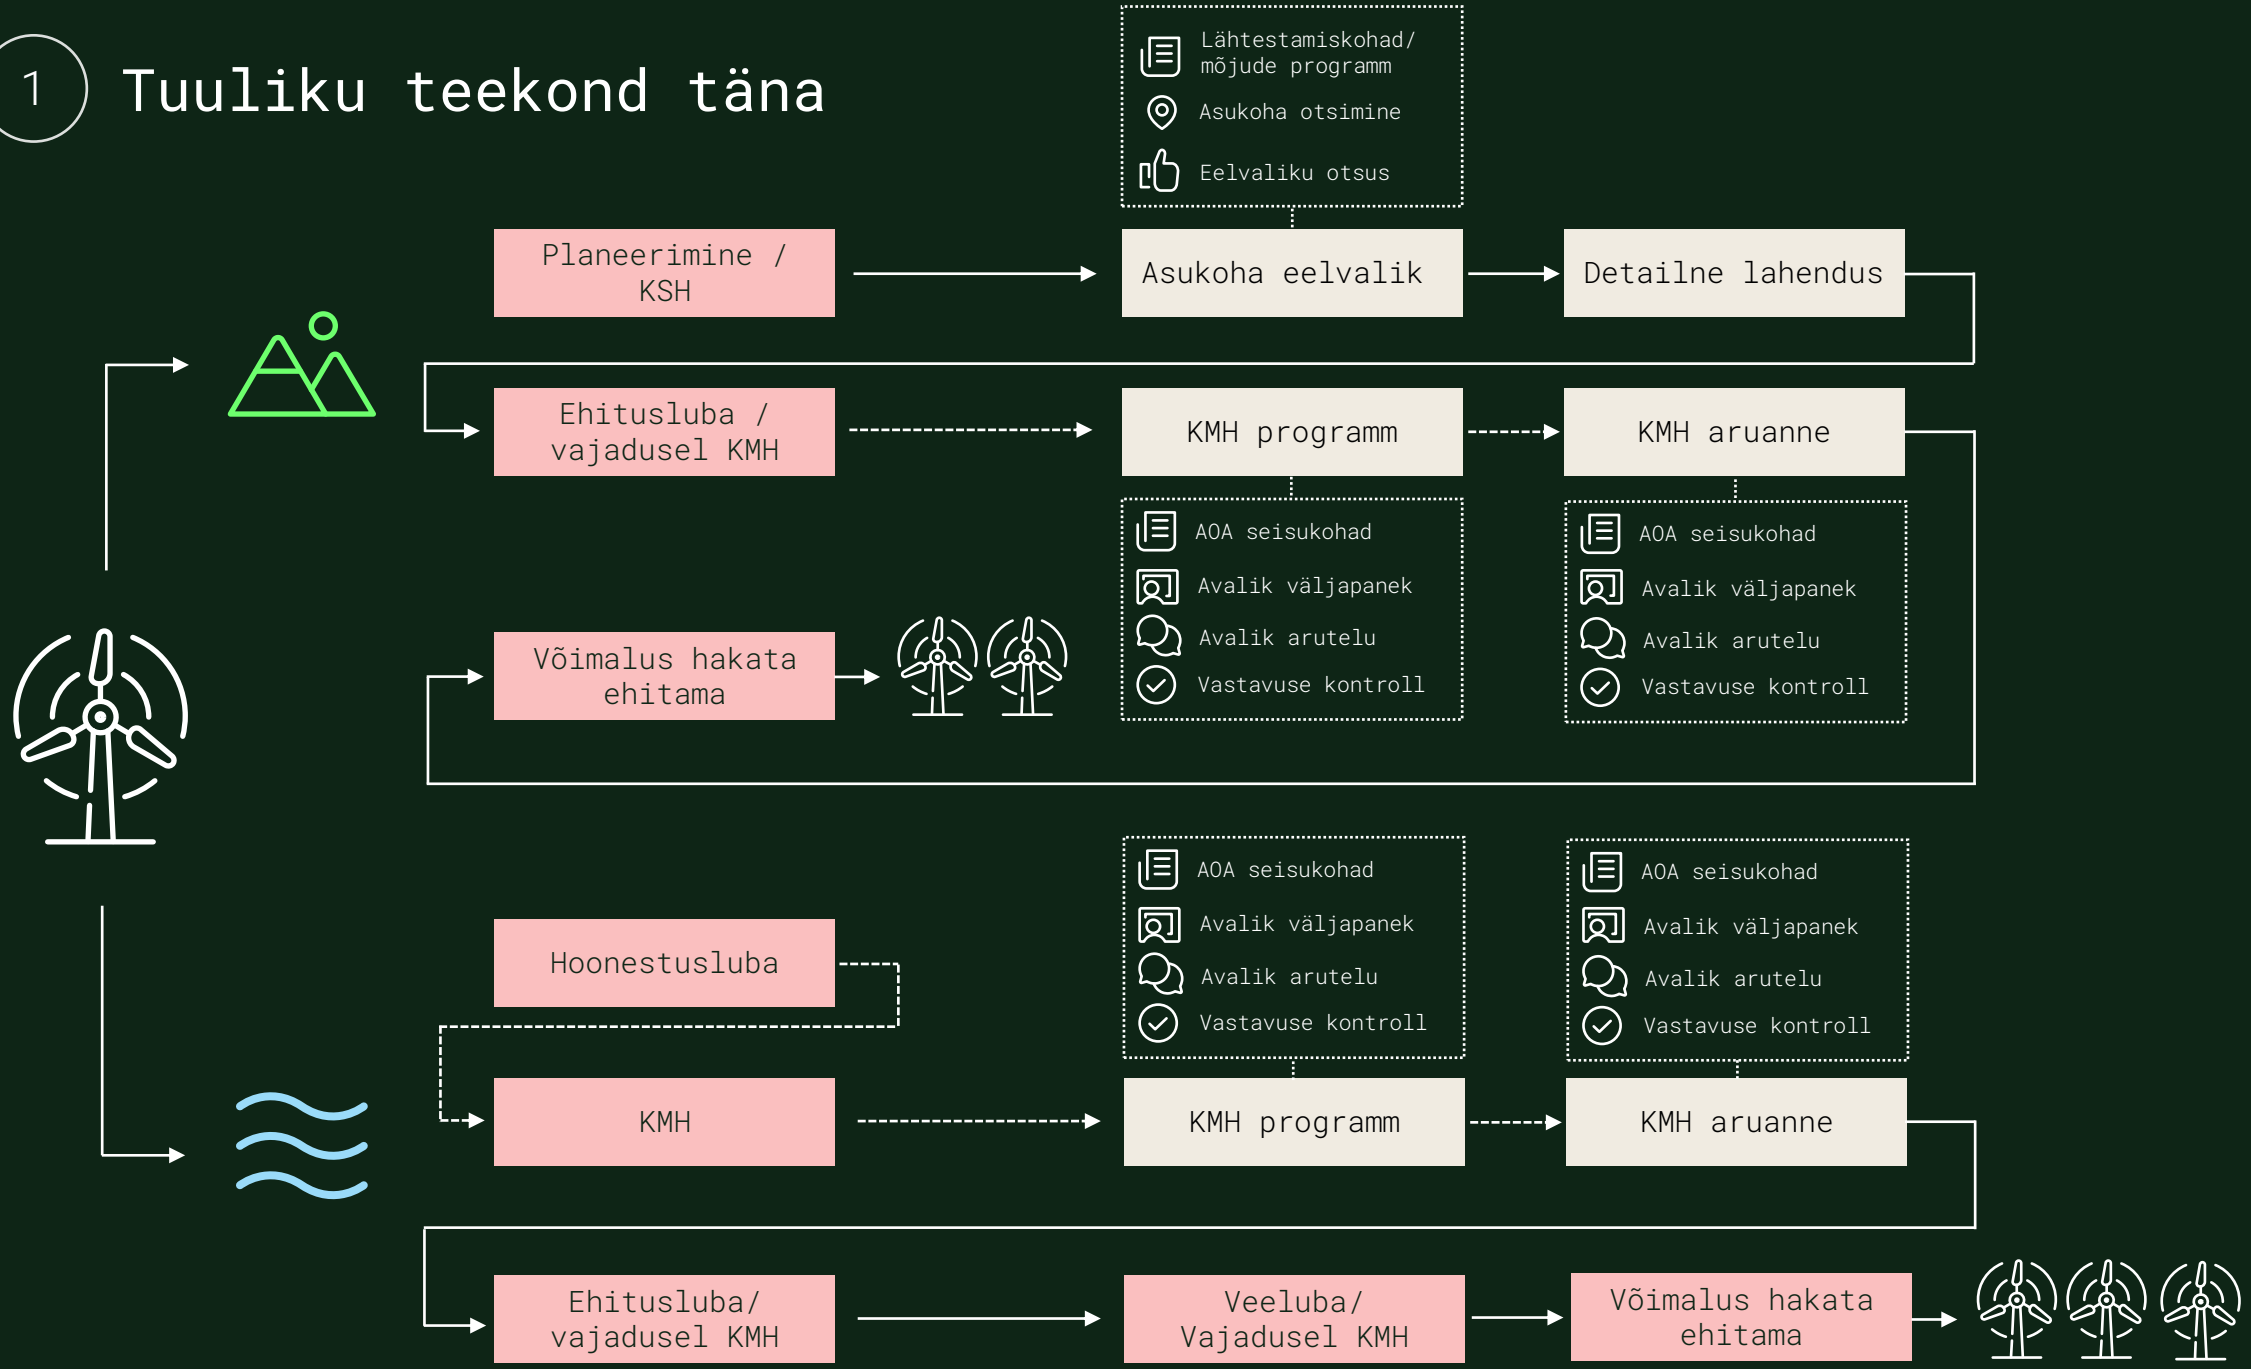 1
Tuuliku teekond täna
Lähtestamiskohad/
mõjude programm
Asukoha otsimine
Eelvaliku otsus
Planeerimine /
KSH
Asukoha eelvalik
Detailne lahendus
Ehitusluba /
vajadusel KMH
KMH programm
KMH aruanne
AOA seisukohad
Avalik väljapanek
Avalik arutelu
Vastavuse kontroll
AOA seisukohad
Avalik väljapanek
Avalik arutelu
Vastavuse kontroll
Võimalus hakata
ehitama
AOA seisukohad
Avalik väljapanek
Avalik arutelu
Vastavuse kontroll
AOA seisukohad
Avalik väljapanek
Avalik arutelu
Vastavuse kontroll
Hoonestusluba
KMH
KMH programm
KMH aruanne
Ehitusluba/
vajadusel KMH
Veeluba/
Vajadusel KMH
Võimalus hakata
ehitama